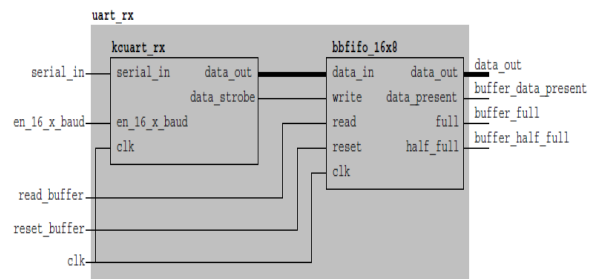 uart_rx
kcuart_rx
bbfifo_16x8
serial_in
serial_in
data_out
data_in
data_out
data_out
data_strobe
write
data_present
buffer_data_present
en_16_x_baud
en_16_x_baud
read
full
buffer_full
clk
reset
half_full
buffer_half_full
clk
read_buffer
reset_buffer
clk